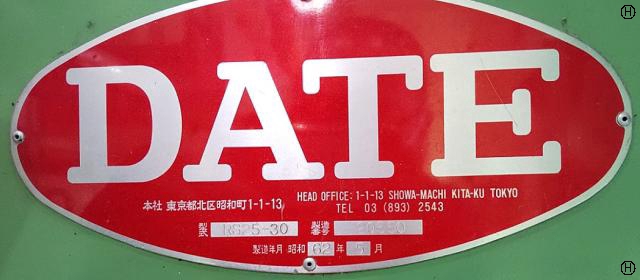 DATE
本社 東京都北区昭和町1-1-13
HEAD OFFICE: 1-1-13 SHOWA-MACHI KITA-KU TOKYO
TEL 03 (893) 2543
RS25-30 製造番号
製造年月 昭和 62 年 5 月